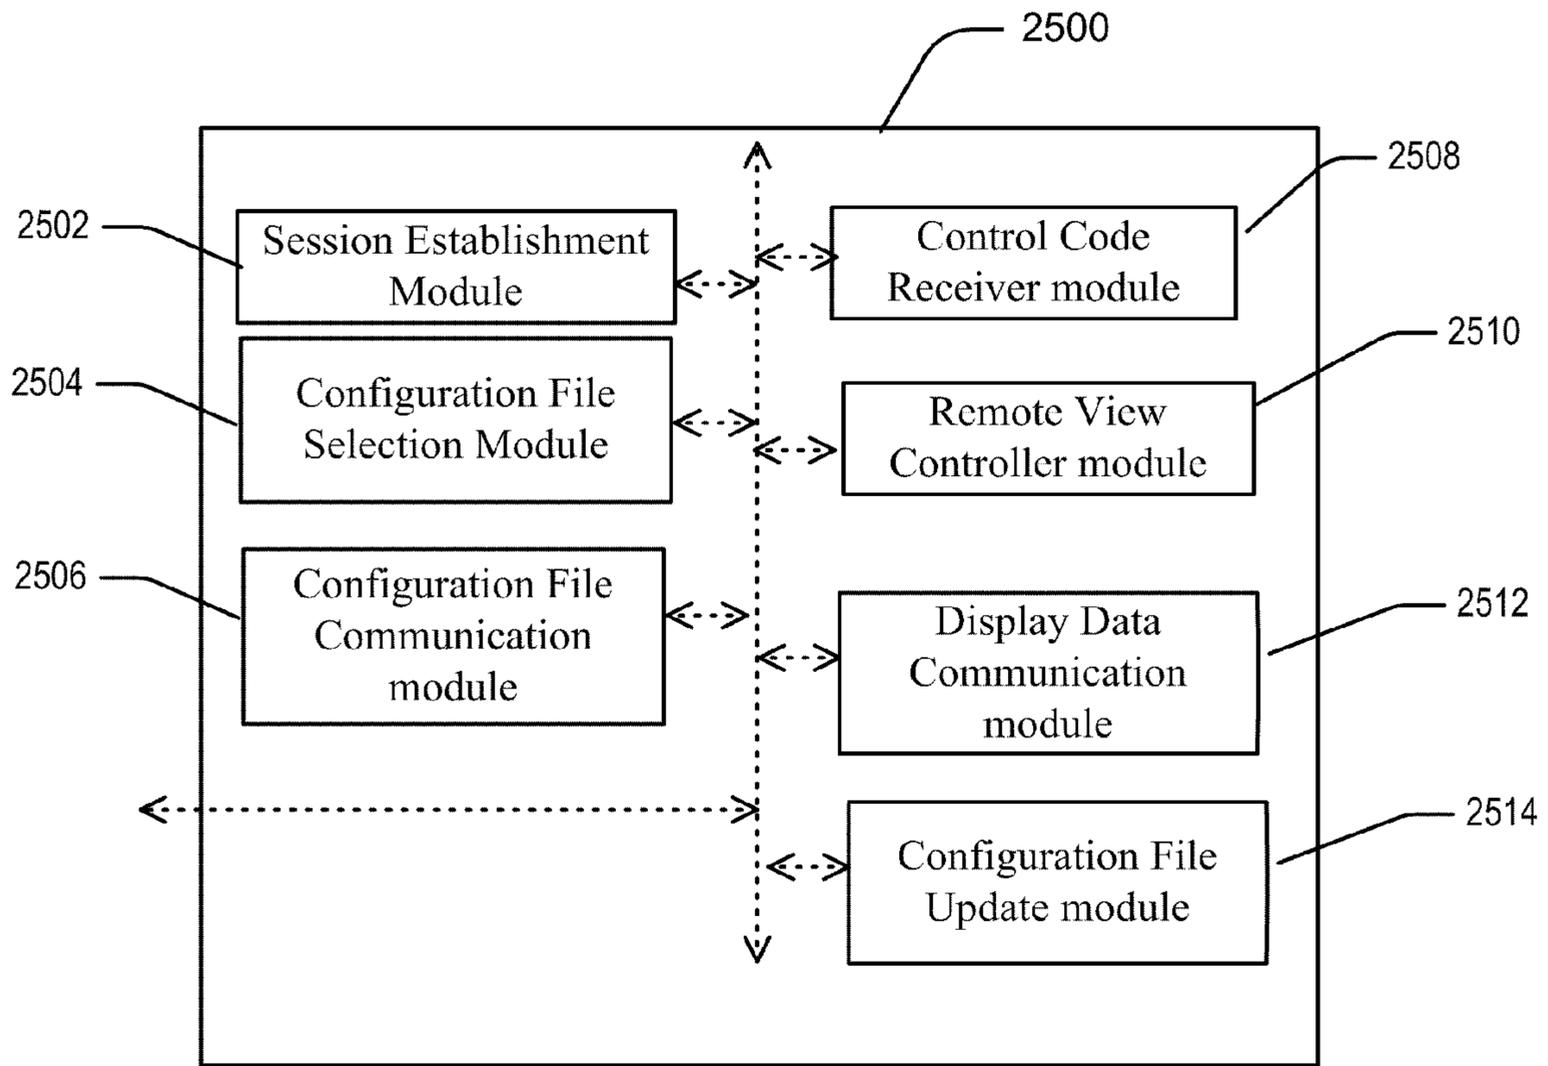 2500
2502
Session Establishment
Module
2504
Configuration File
Selection Module
2506
Configuration File
Communication
module
Control Code
Receiver module
2508
Remote View
Controller module
2510
Display Data
Communication
module
2512
Configuration File
Update module
2514